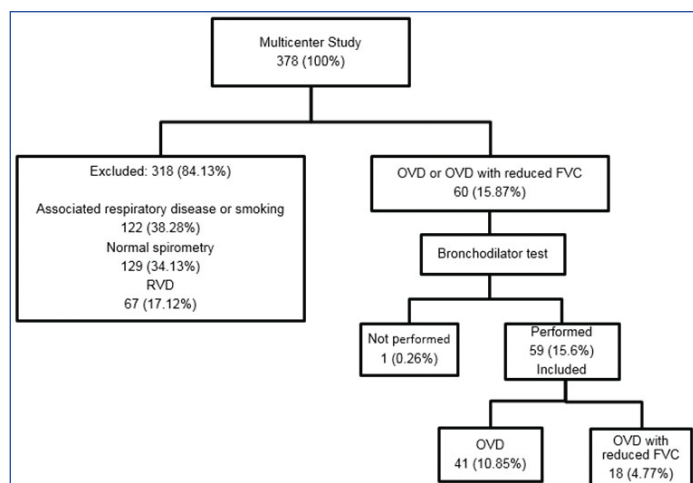 Multicenter Study
378 (100%)
Excluded: 318 (84.13%)
Associated respiratory disease or smoking
122 (38.28%)
Normal spirometry
129 (34.13%)
RVD
67 (17.12%)
OVD or OVD with reduced FVC
60 (15.87%)
Bronchodilator test
Not performed
1 (0.26%)
Performed
59 (15.6%)
Included
OVD
41 (10.85%)
OVD with
reduced FVC
18 (4.77%)